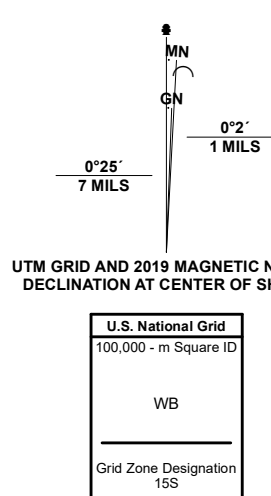 MN
GN
0°2´
1 MILS
0°25´
7 MILS
UTM GRID AND 2019 MAGNETIC
DECLINATION AT CENTER OF
U.S. National Grid
100,000 - m Square ID
WB
Grid Zone Designation
15S